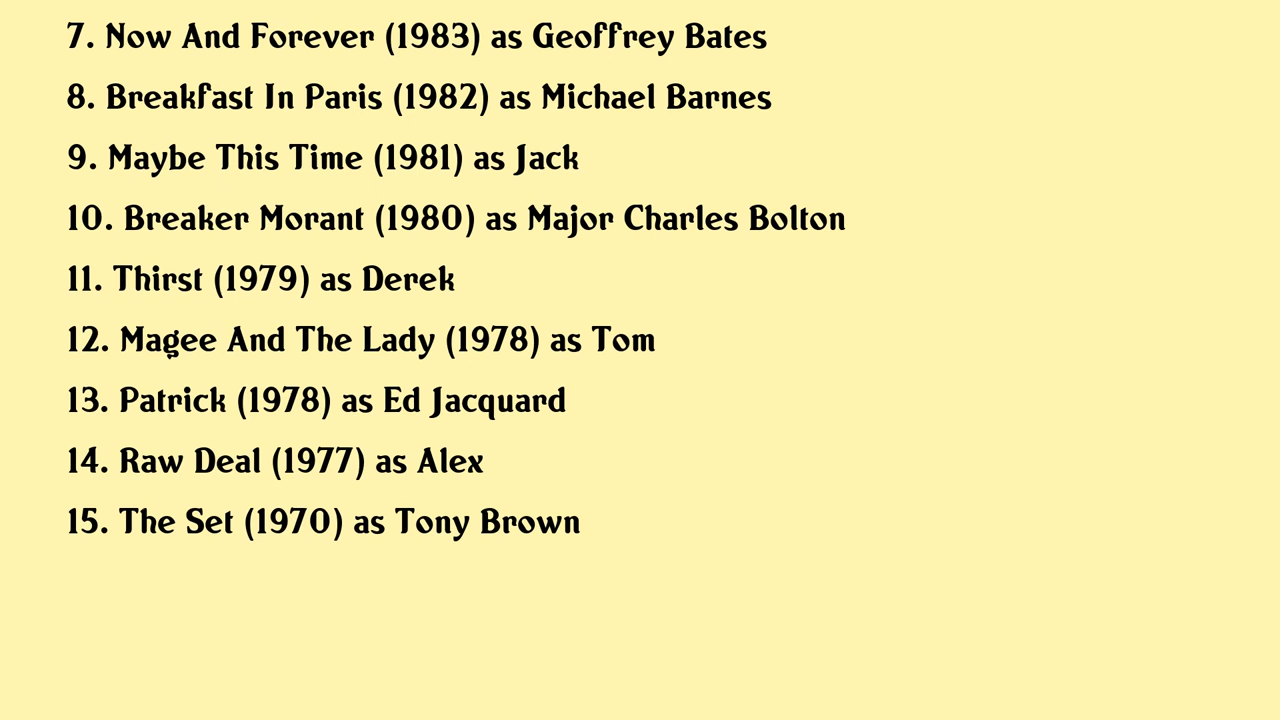 7. Now And Forever (1983) as Geoffrey Bates
8. Breakfast In Paris (1982) as Michael Barnes
9. Maybe This Time (1981) as Jack
10. Breaker Morant (1980) as Major Charles Bolton
11. Thirst (1979) as Derek
12. Magee And The Lady (1978) as Tom
13. Patrick (1978) as Ed Jacquard
14. Raw Deal (1977) as Alex
15. The Set (1970) as Tony Brown